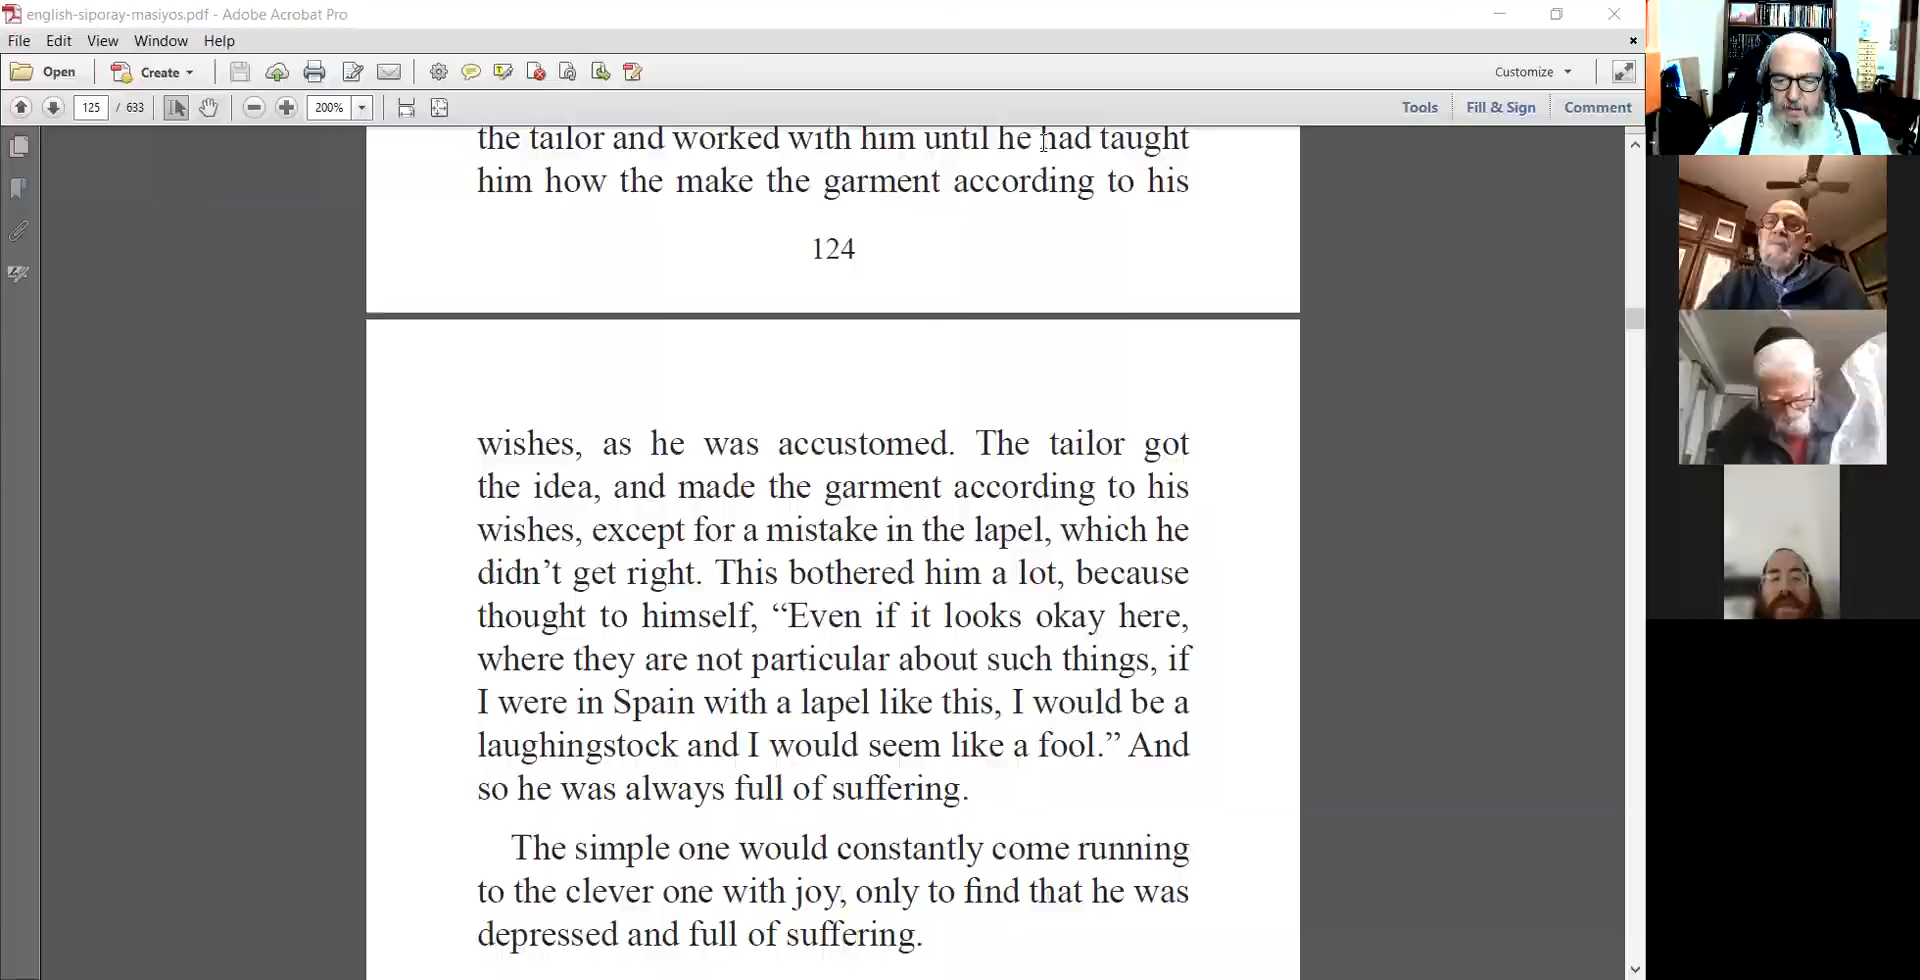 english-siporay-masiyos.pdf - Adobe Acrobat Pro
File Edit View Window Help
Open Create Customize
125 / 633 200% Tools Fill & Sign Comment
the tailor and worked with him until he had taught
him how the make the garment according to his
124
wishes, as he was accustomed. The tailor got
the idea, and made the garment according to his
wishes, except for a mistake in the lapel, which he
didn’t get right. This bothered him a lot, because
thought to himself, “Even if it looks okay here,
where they are not particular about such things, if
I were in Spain with a lapel like this, I would be a
laughingstock and I would seem like a fool.” And
so he was always full of suffering.
The simple one would constantly come running
to the clever one with joy, only to find that he was
depressed and full of suffering.